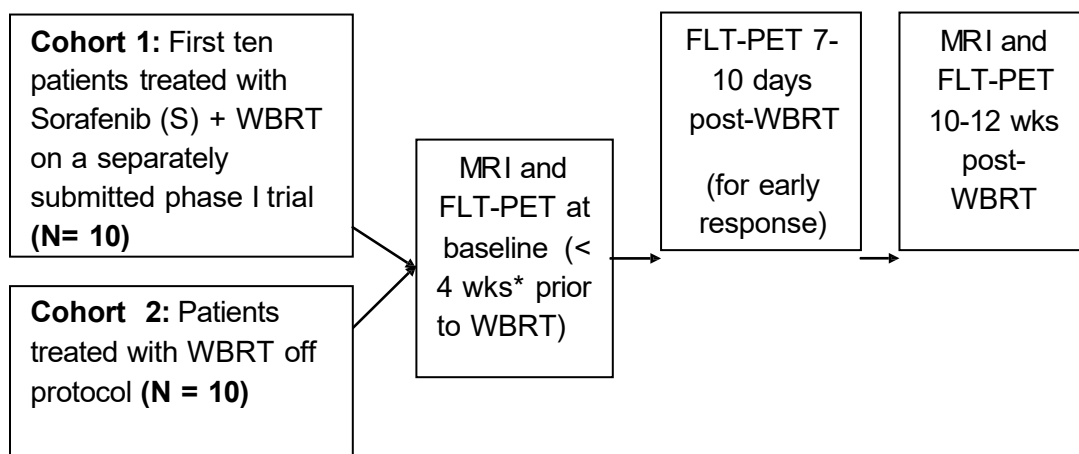 Cohort 1: First ten
patients treated with
Sorafenib (S) + WBRT
on a separately
submitted phase I trial
(N= 10)
Cohort 2: Patients
treated with WBRT off
protocol (N = 10)
MRI and
FLT-PET at
baseline (<
4 wks* prior
to WBRT)
FLT-PET 7-
10 days
post-WBRT
(for early
response)
MRI and
FLT-PET
10-12 wks
post-
WBRT